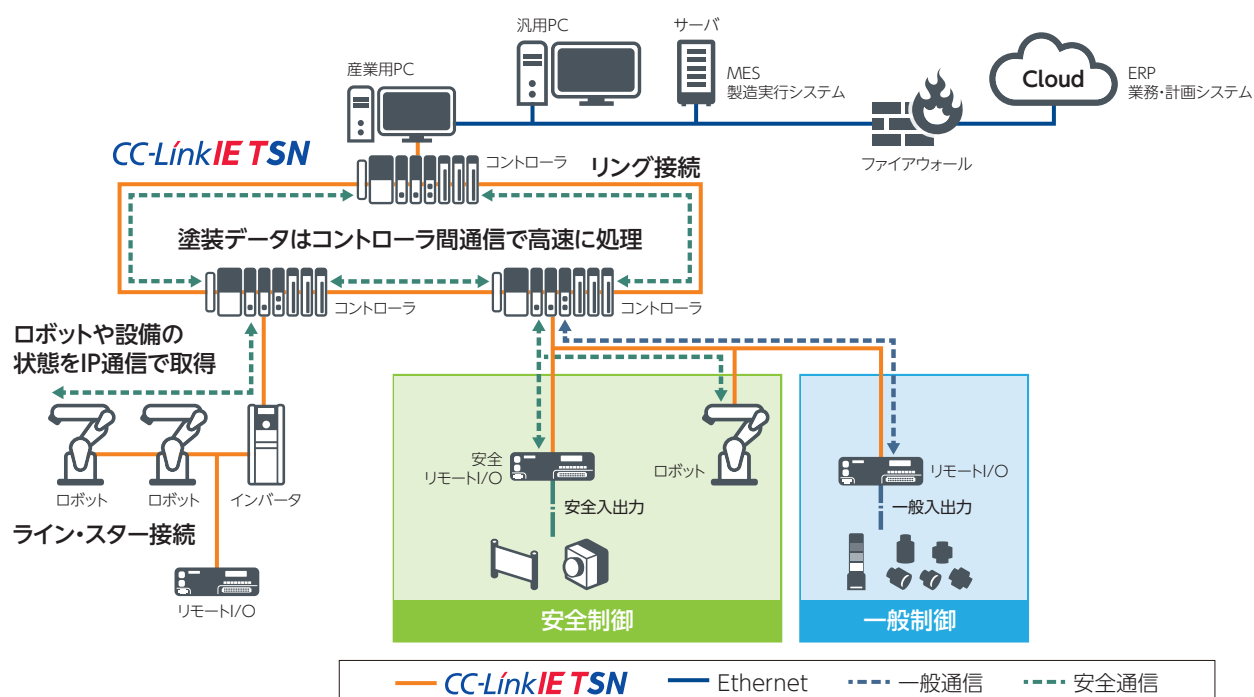 汎用PC
サーバ
産業用PC
MES
製造実行システム
Cloud
ERP
業務・計画システム
ファイアウォール
CC-Link IE TSN
コントローラ
リング接続
塗装データはコントローラ間通信で高速に処理
コントローラ
コントローラ
ロボットや設備の
状態をIP通信で取得
ロボット
ロボット
インバータ
ライン・スター接続
リモートI/O
安全
リモートI/O
ロボット
安全入出力
安全制御
リモートI/O
一般入出力
一般制御
CC-Link IE TSN
Ethernet
一般通信
安全通信